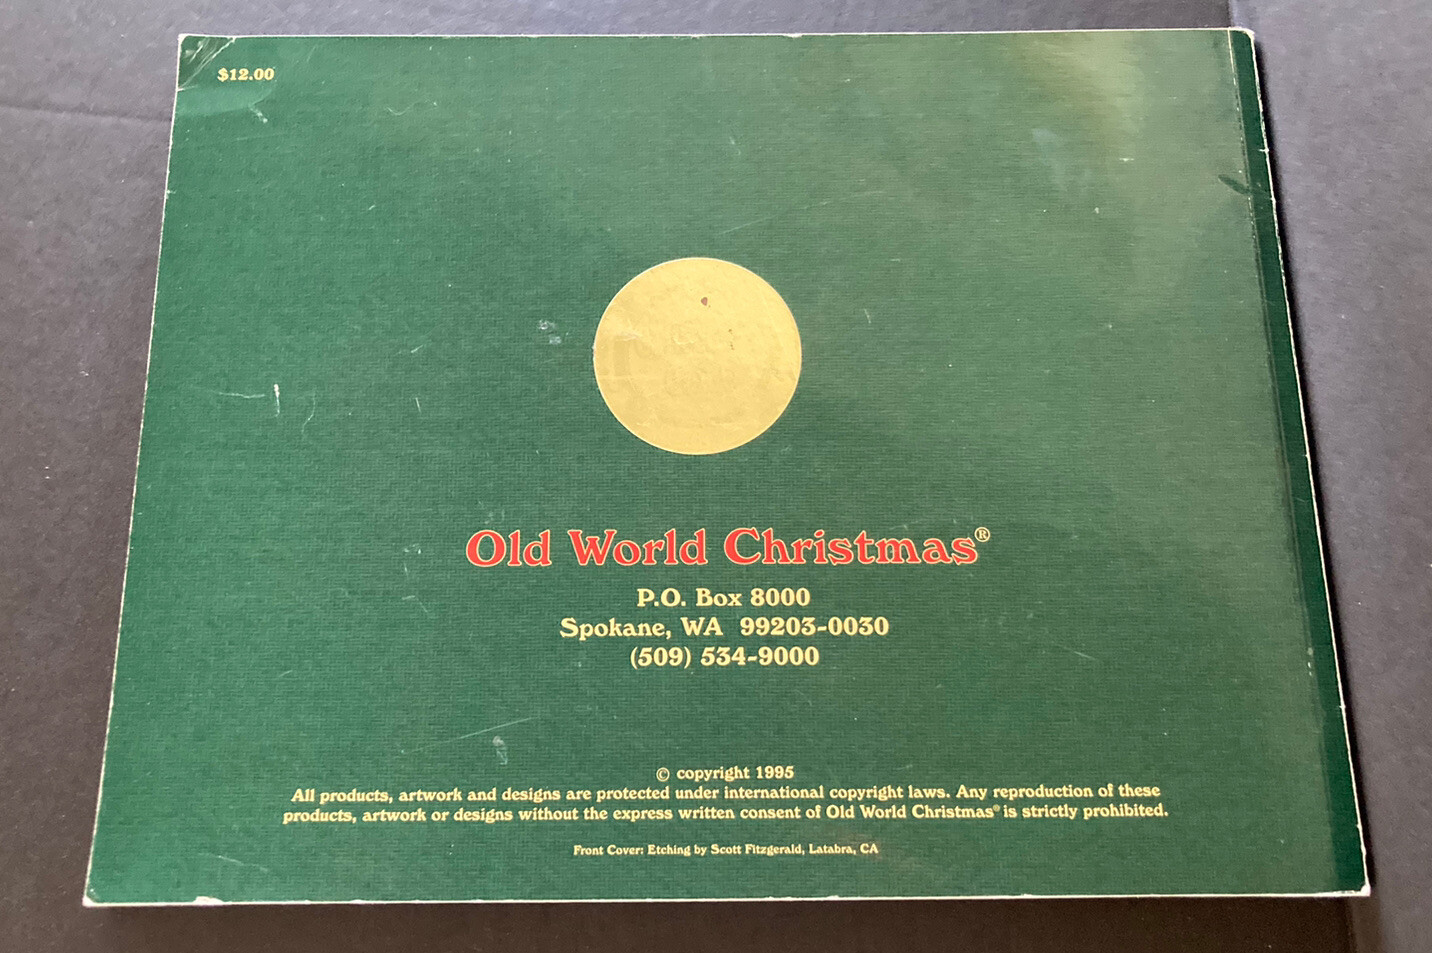 $12.00
Old World Christmas®
P.O. Box 8000
Spokane, WA 99203-0030
(509) 534-9000
© copyright 1995
All products, artwork and designs are protected under international copyright laws. Any reproduction of these
products, artwork or designs without the express written consent of Old World Christmas® is strictly prohibited.
Front Cover: Etching by Scott Fitzgerald, Latabra, CA